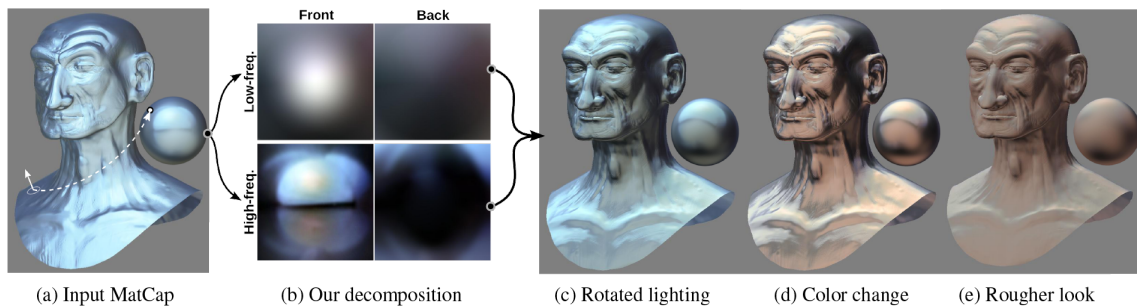 Front Back
Low-freq.
High-freq.
(a) Input MatCap (b) Our decomposition (c) Rotated lighting (d) Color change (e) Rougher look